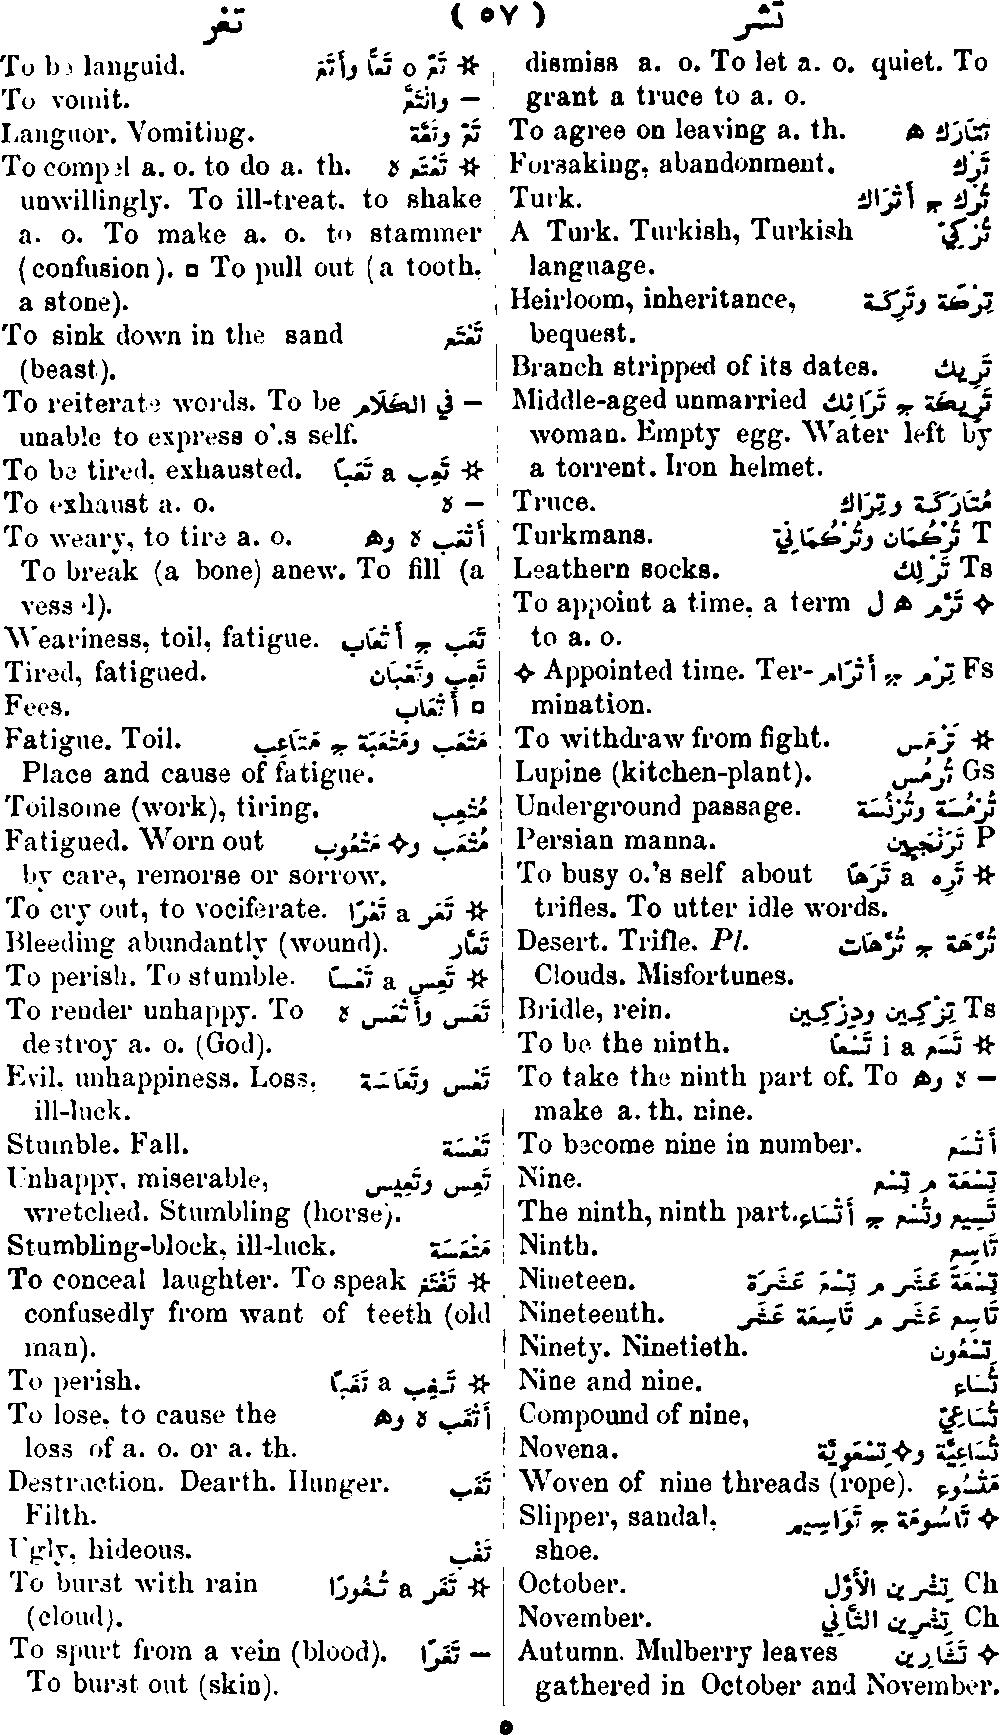 تشر ( ٥٧ ) تغر
dismiss a. o. To let a. o. quiet. To
grant a truce to a. o.
To agree on leaving a. th. تَتَارَك ه
Forsaking, abandonment. تَرْك
Turk. تُرْك ج أَتْرَاك
A Turk. Turkish, Turkish تُرْكِيّ
language.
Heirloom, inheritance, تِرْكَة وتَرِكَة
bequest.
Branch stripped of its dates. تَرِيك
Middle-aged unmarried تَرِيكَة ج تَرَائِك
woman. Empty egg. Water left by
a torrent. Iron helmet.
Truce. مُتَارَكَة وتِرَاك
Turkmans. T تُرْكُمَان وتُرْكُمَانِيّ
Leathern socks. Ts تَرْلِك
To appoint a time, a term ✧ تَرَّم ه ل
to a. o.
✧ Appointed time. Ter- Fs تِرْم ج أَتْرَام
mination.
To withdraw from fight. ☆ تَرْمَس
Lupine (kitchen-plant). Gs تُرْمُس
Underground passage. تُرْمُسَة وتُرْنُسَة
Persian manna. P تَرَنْجَبِين
To busy o.'s self about ☆ تَرِه a تَرَهًا
trifles. To utter idle words.
Desert. Trifle. Pl. تُرَّهَة ج تُرَّهَات
Clouds. Misfortunes.
Bridle, rein. Ts تِزْكِين ودِزْكِين
To be the ninth. ☆ تَسَع i a تَسْعًا
To take the ninth part of. To — ه وه
make a. th. nine.
To become nine in number. أَتْسَع
Nine. تِسْعَة م تِسْع
The ninth, ninth part. تَسِيع وتُسْع ج أَتْسَاع
Ninth. تَاسِع
Nineteen. تِسْعَةَ عَشَر م تِسْعَ عَشَرَة
Nineteenth. تَاسِع عَشَر م تَاسِعَة عَشَر
Ninety. Ninetieth. تِسْعُون
Nine and nine. تُسَاع
Compound of nine, تُسَاعِيّ
Novena. تُسَاعِيَّة و✧تِسْعَوِيَّة
Woven of nine threads (rope). مَتْسُوع
Slipper, sandal, ✧ تَاسُومَة ج تَوَاسِيم
shoe.
October. Ch تِشْرِين الْأَوَّل
November. Ch تِشْرِين الثَّانِي
Autumn. Mulberry leaves ✧ تَشَارِين
gathered in October and November.
To be languid. ☆ تَعَّ o تَعًّا وأَتَعَّ
To vomit. — وانْتَعَّ
Languor. Vomiting. تَعّ وتَعَّة
To compel a. o. to do a. th. ☆ تَعْتَع ه
unwillingly. To ill-treat, to shake
a. o. To make a. o. to stammer
(confusion). ◘ To pull out (a tooth,
a stone).
To sink down in the sand تَعْتَع
(beast).
To reiterate words. To be — في الكَلَام
unable to express o'.s self.
To be tired, exhausted. ☆ تَعِب a تَعَبًا
To exhaust a. o. — ه
To weary, to tire a. o. أَتْعَب ه وه
To break (a bone) anew. To fill (a
vessel).
Weariness, toil, fatigue. تَعَب ج أَتْعَاب
Tired, fatigued. تَعِب وتَعْبَان
Fees. ◘ أَتْعَاب
Fatigue. Toil. مَتْعَب ومَتْعَبَة ج مَتَاعِب
Place and cause of fatigue.
Toilsome (work), tiring. مُتْعِب
Fatigued. Worn out مُتْعَب و✧مَتْعُوب
by care, remorse or sorrow.
To cry out, to vociferate. ☆ تَعَر a تَعْرًا
Bleeding abundantly (wound). تَعَّار
To perish. To stumble. ☆ تَعِس a تَعَسًا
To render unhappy. To تَعَس وأَتْعَس ه
destroy a. o. (God).
Evil, unhappiness. Loss, تَعْس وتَعَاسَة
ill-luck.
Stumble. Fall. تَعْسَة
Unhappy, miserable, تَعِس وتَعِيس
wretched. Stumbling (horse).
Stumbling-block, ill-luck. مَتْعَسَة
To conceal laughter. To speak ☆ تَغْتَغ
confusedly from want of teeth (old
man).
To perish. ☆ تَغِب a تَغَبًا
To lose, to cause the أَتْغَب ه وه
loss of a. o. or a. th.
Destruction. Dearth. Hunger. تَغَب
Filth.
Ugly, hideous. تَغْب
To burst with rain ☆ تَغَر a تُغُورًا
(cloud).
To spurt from a vein (blood). — تَغَرًا
To burst out (skin).
٥